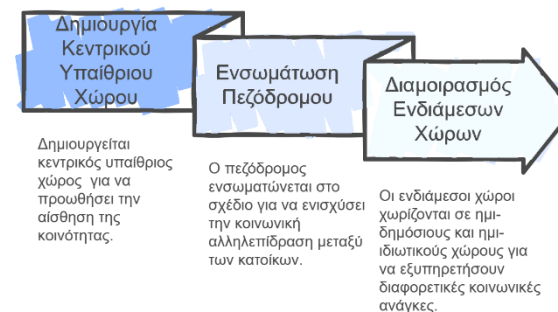 Δημιουργία
Κεντρικού
Υπαίθριου
Χώρου
Δημιουργείται
κεντρικός υπαίθριος
χώρος για να
προωθήσει την
αίσθηση της
κοινότητας.
Ενσωμάτωση
Πεζόδρομου
Ο πεζόδρομος
ενσωματώνεται στο
σχέδιο για να ενισχύσει
την κοινωνική
αλληλεπίδραση μεταξύ
των κατοίκων.
Διαμοιρασμός
Ενδιάμεσων
Χώρων
Οι ενδιάμεσοι χώροι
χωρίζονται σε ημι-
δημόσιους και ημι-
ιδιωτικούς χώρους για
να εξυπηρετήσουν
διαφορετικές κοινωνικές
ανάγκες.